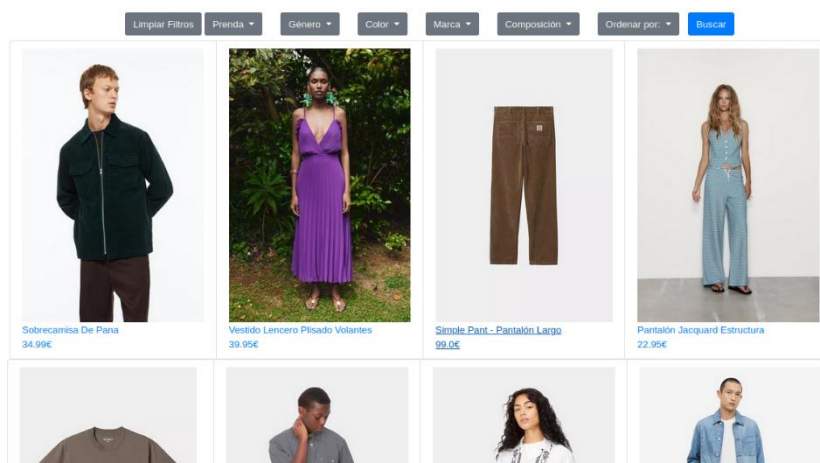 Limpiar Filtros Prenda Género Color Marca Composición Ordenar por: Buscar
Sobrecamisa De Pana
34.99€
Vestido Lencero Plisado Volantes
39.95€
Simple Pant - Pantalón Largo
99.0€
Pantalón Jacquard Estructura
22.95€